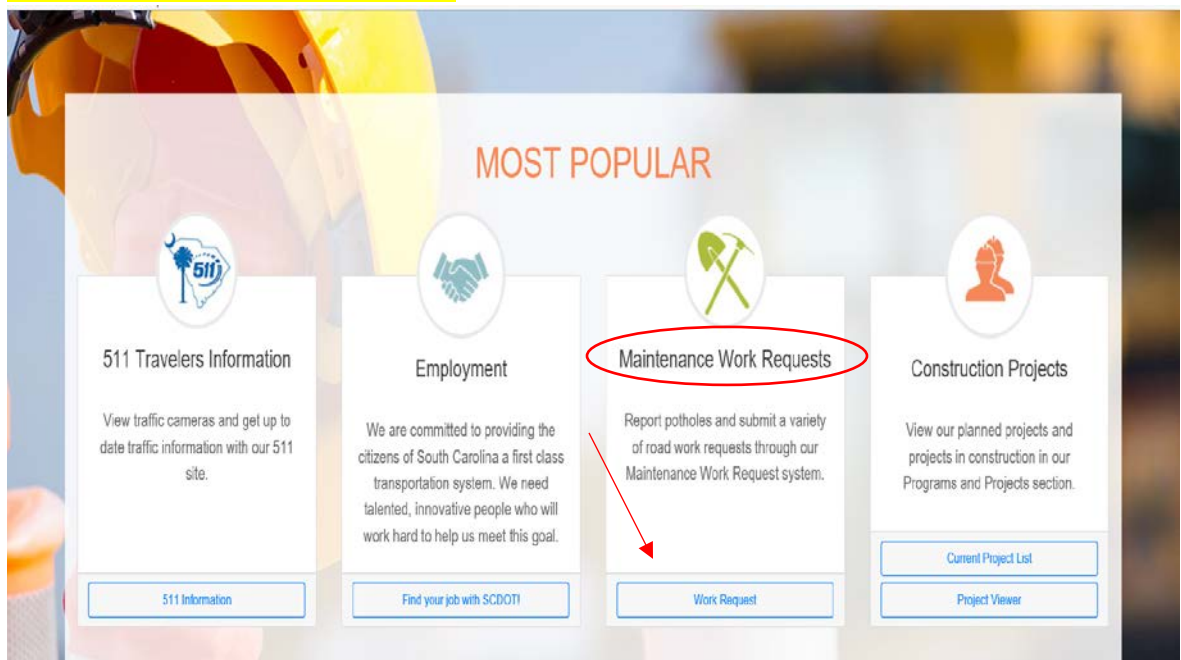 MOST POPULAR
511
511 Travelers Information
View traffic cameras and get up to
date traffic information with our 511
site.
511 Information
Employment
We are committed to providing the
citizens of South Carolina a first class
transportation system. We need
talented, innovative people who will
work hard to help us meet this goal.
Find your job with SCDOT!
Maintenance Work Requests
Report potholes and submit a variety
of road work requests through our
Maintenance Work Request system.
Work Request
Construction Projects
View our planned projects and
projects in construction in our
Programs and Projects section.
Current Project List
Project Viewer